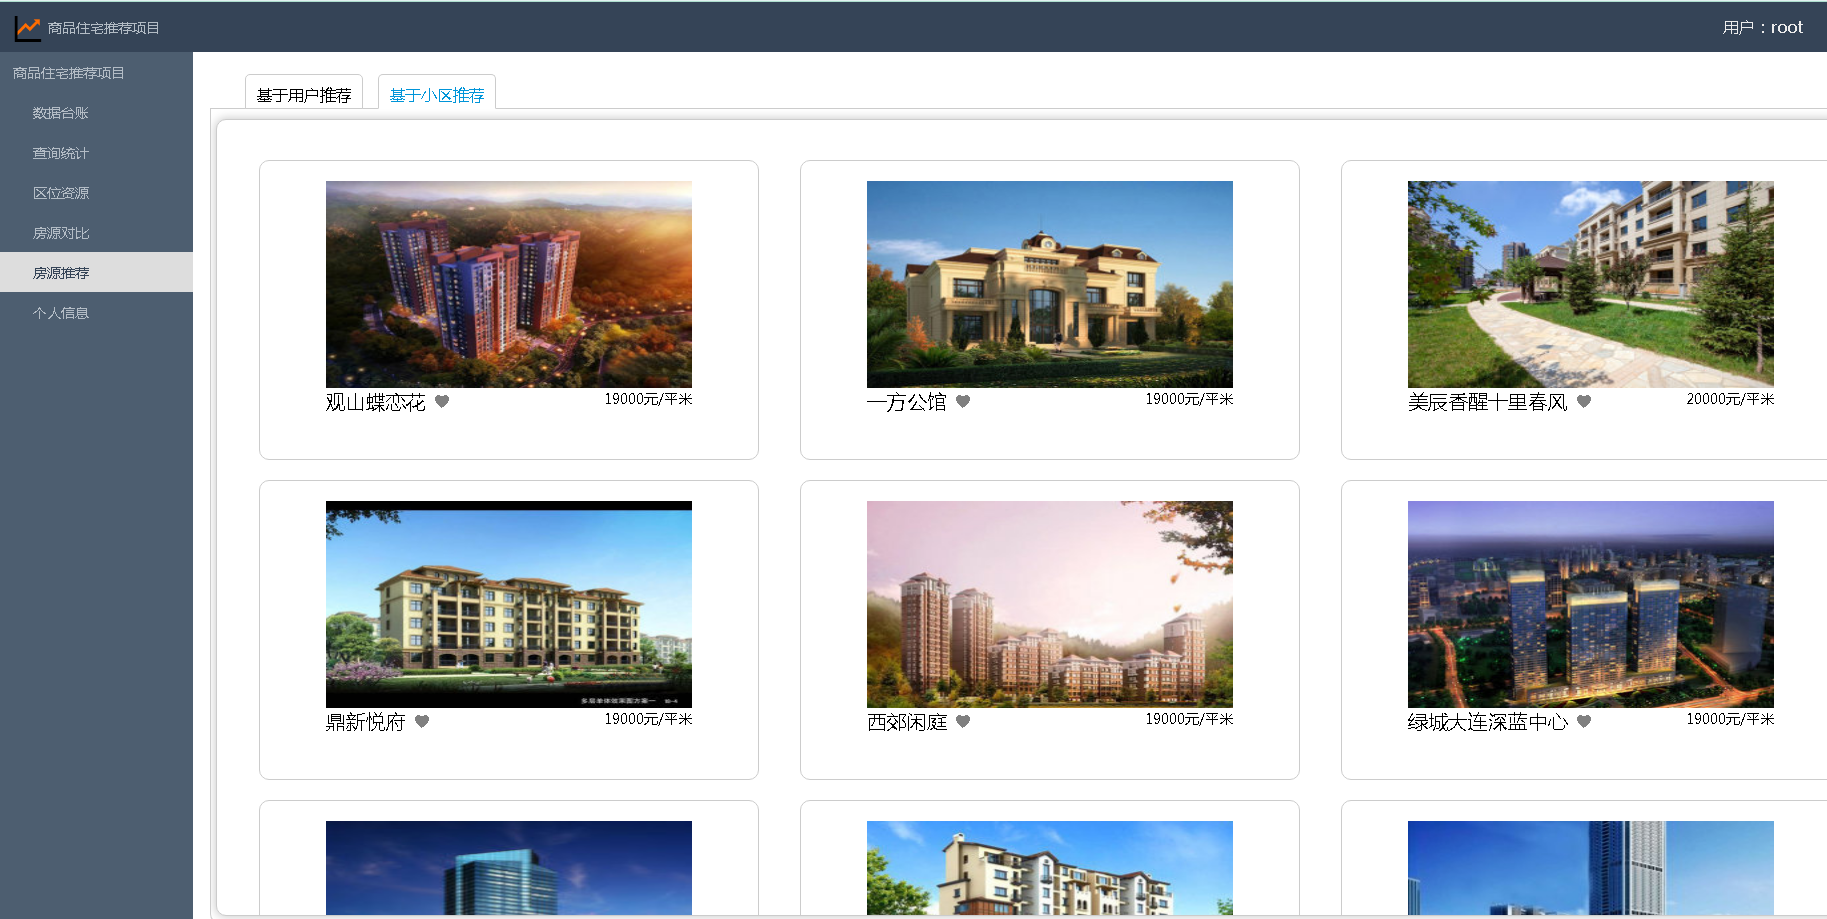 商品住宅推荐项目
用户：root
商品住宅推荐项目
数据台账
查询统计
区位资源
房源对比
房源推荐
个人信息
基于用户推荐
基于小区推荐
观山蝶恋花
19000元/平米
一方公馆
19000元/平米
美辰香醍十里春风
20000元/平米
鼎新悦府
19000元/平米
西郊闲庭
19000元/平米
绿城大连深蓝中心
19000元/平米